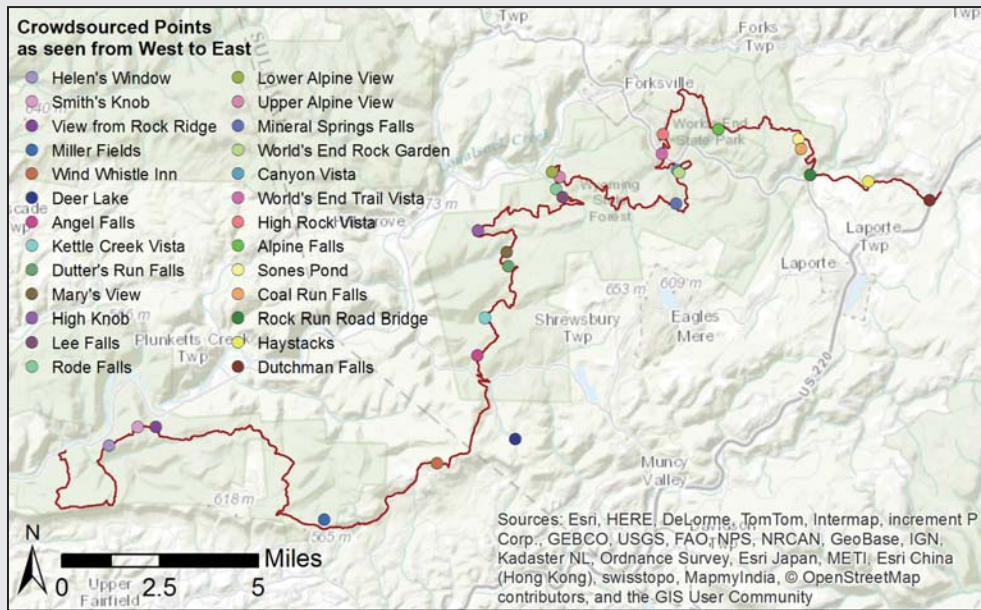 Crowdsourced Points
as seen from West to East
Helen's Window
Smith's Knob
View from Rock Ridge
Miller Fields
Wind Whistle Inn
Deer Lake
Angel Falls
Kettle Creek Vista
Dutter's Run Falls
Mary's View
High Knob
Lee Falls
Rode Falls
Lower Alpine View
Upper Alpine View
Mineral Springs Falls
World's End Rock Garden
Canyon Vista
World's End Trail Vista
High Rock Vista
Alpine Falls
Sones Pond
Coal Run Falls
Rock Run Road Bridge
Haystacks
Dutchman Falls
Twp
Forks
Twp
Forksville
World's End
State Park
Wyoming
State
Forest
Laporte
Twp
Laporte
653 m
609 m
Eagles
Mere
Shrewsbury
Twp
Plunketts Creek
Twp
US-220
Muncy
Valley
618 m
565 m
Upper
Fairfield
N
0 2.5 5 Miles
Sources: Esri, HERE, DeLorme, TomTom, Intermap, increment P
Corp., GEBCO, USGS, FAO, NPS, NRCAN, GeoBase, IGN,
Kadaster NL, Ordnance Survey, Esri Japan, METI, Esri China
(Hong Kong), swisstopo, MapmyIndia, © OpenStreetMap
contributors, and the GIS User Community